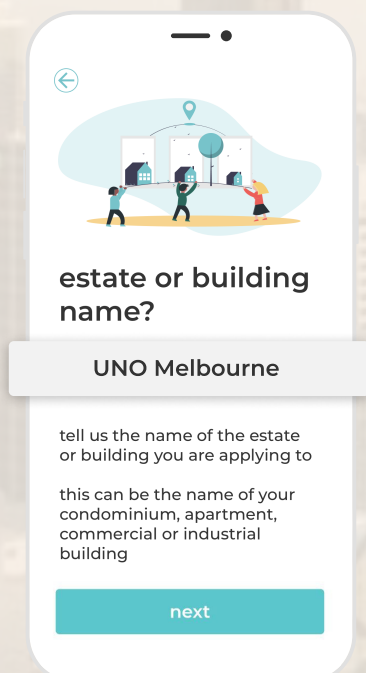 estate or building
name?
UNO Melbourne
tell us the name of the estate
or building you are applying to
this can be the name of your
condominium, apartment,
commercial or industrial
building
next